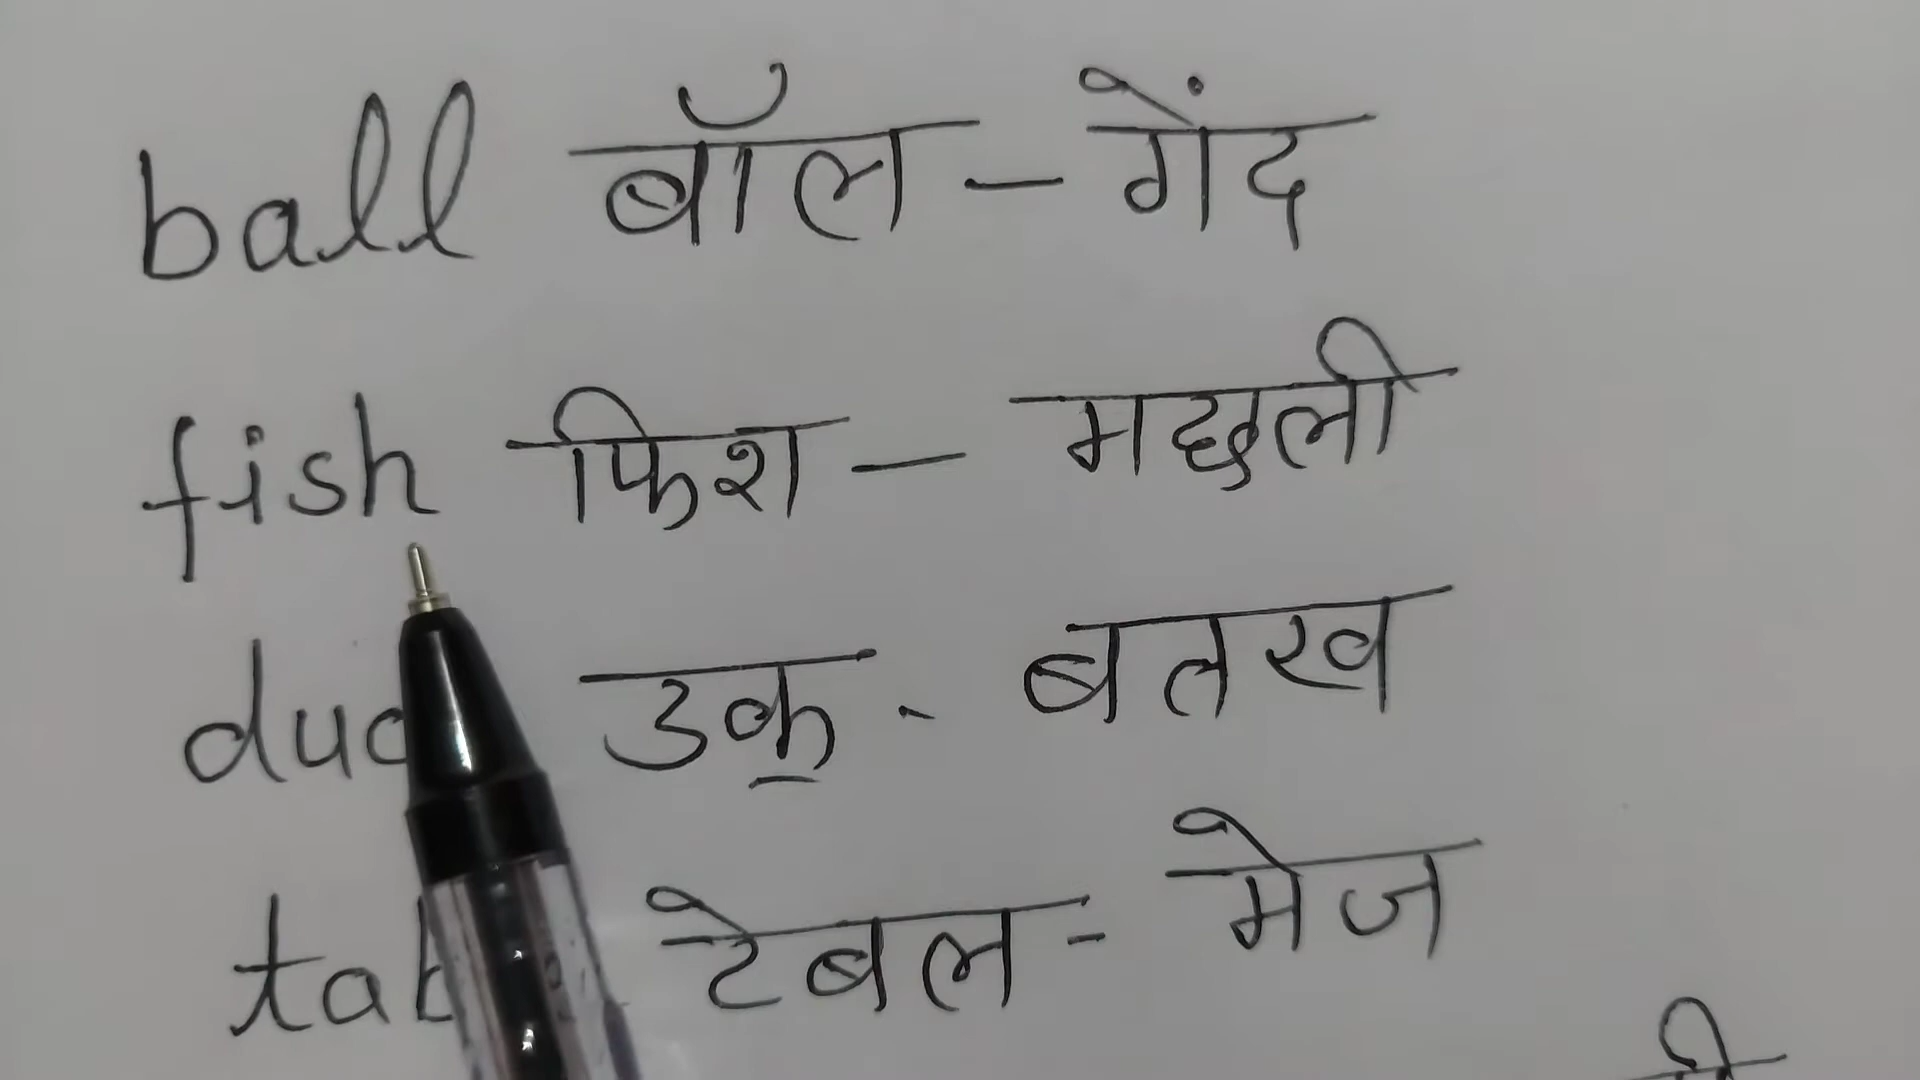 ball बॉल – गेंद
fish फिश – मछली
duc डक् - बतख
tab टेबल - मेज